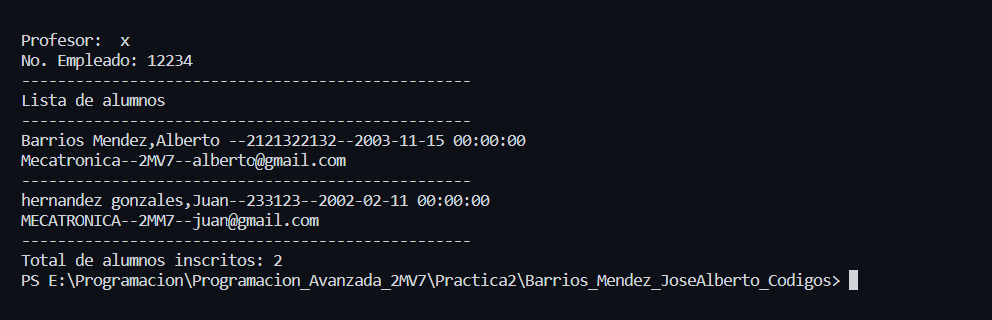 Profesor:  x
No. Empleado: 12234
--------------------------------------------------
Lista de alumnos
--------------------------------------------------
Barrios Mendez,Alberto --2121322132--2003-11-15 00:00:00
Mecatronica--2MV7--alberto@gmail.com
--------------------------------------------------
hernandez gonzales,Juan--233123--2002-02-11 00:00:00
MECATRONICA--2MM7--juan@gmail.com
--------------------------------------------------
Total de alumnos inscritos: 2
PS E:\Programacion\Programacion_Avanzada_2MV7\Practica2\Barrios_Mendez_JoseAlberto_Codigos>